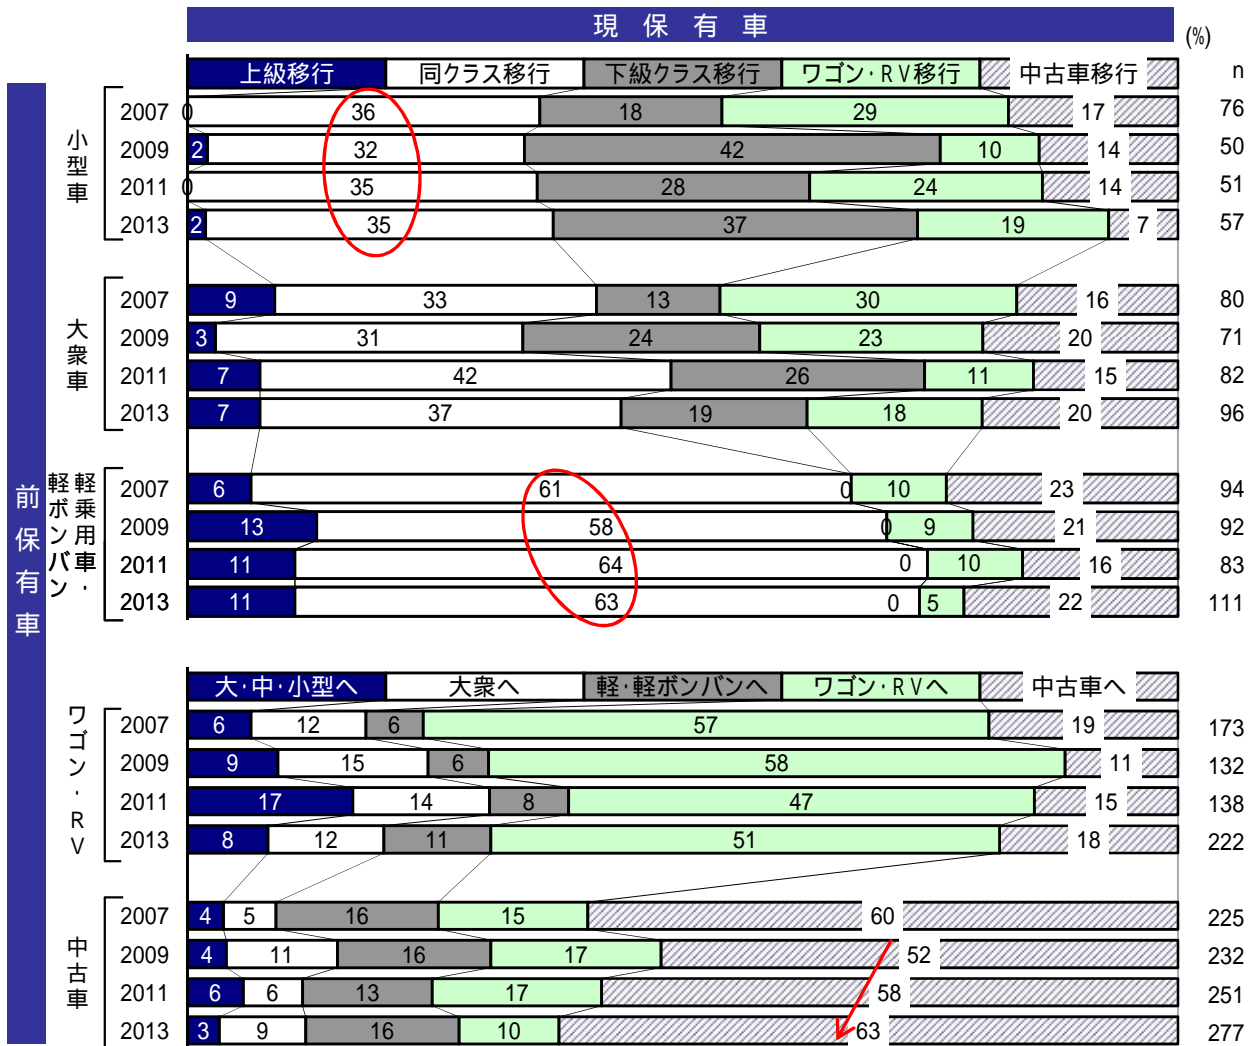 現保有車
(%)
上級移行 同クラス移行 下級クラス移行 ワゴン・RV移行 中古車移行 n
前保有車
小型車
2007 0 36 18 29 17 76
2009 2 32 42 10 14 50
2011 0 35 28 24 14 51
2013 2 35 37 19 7 57
大衆車
2007 9 33 13 30 16 80
2009 3 31 24 23 20 71
2011 7 42 26 11 15 82
2013 7 37 19 18 20 96
軽乗用車・
軽ボンバン
2007 6 61 0 10 23 94
2009 13 58 0 9 21 92
2011 11 64 0 10 16 83
2013 11 63 0 5 22 111
大・中・小型へ 大衆へ 軽・軽ボンバンへ ワゴン・RVへ 中古車へ
ワゴン・RV
2007 6 12 6 57 19 173
2009 9 15 6 58 11 132
2011 17 14 8 47 15 138
2013 8 12 11 51 18 222
中古車
2007 4 5 16 15 60 225
2009 4 11 16 17 52 232
2011 6 6 13 17 58 251
2013 3 9 16 10 63 277